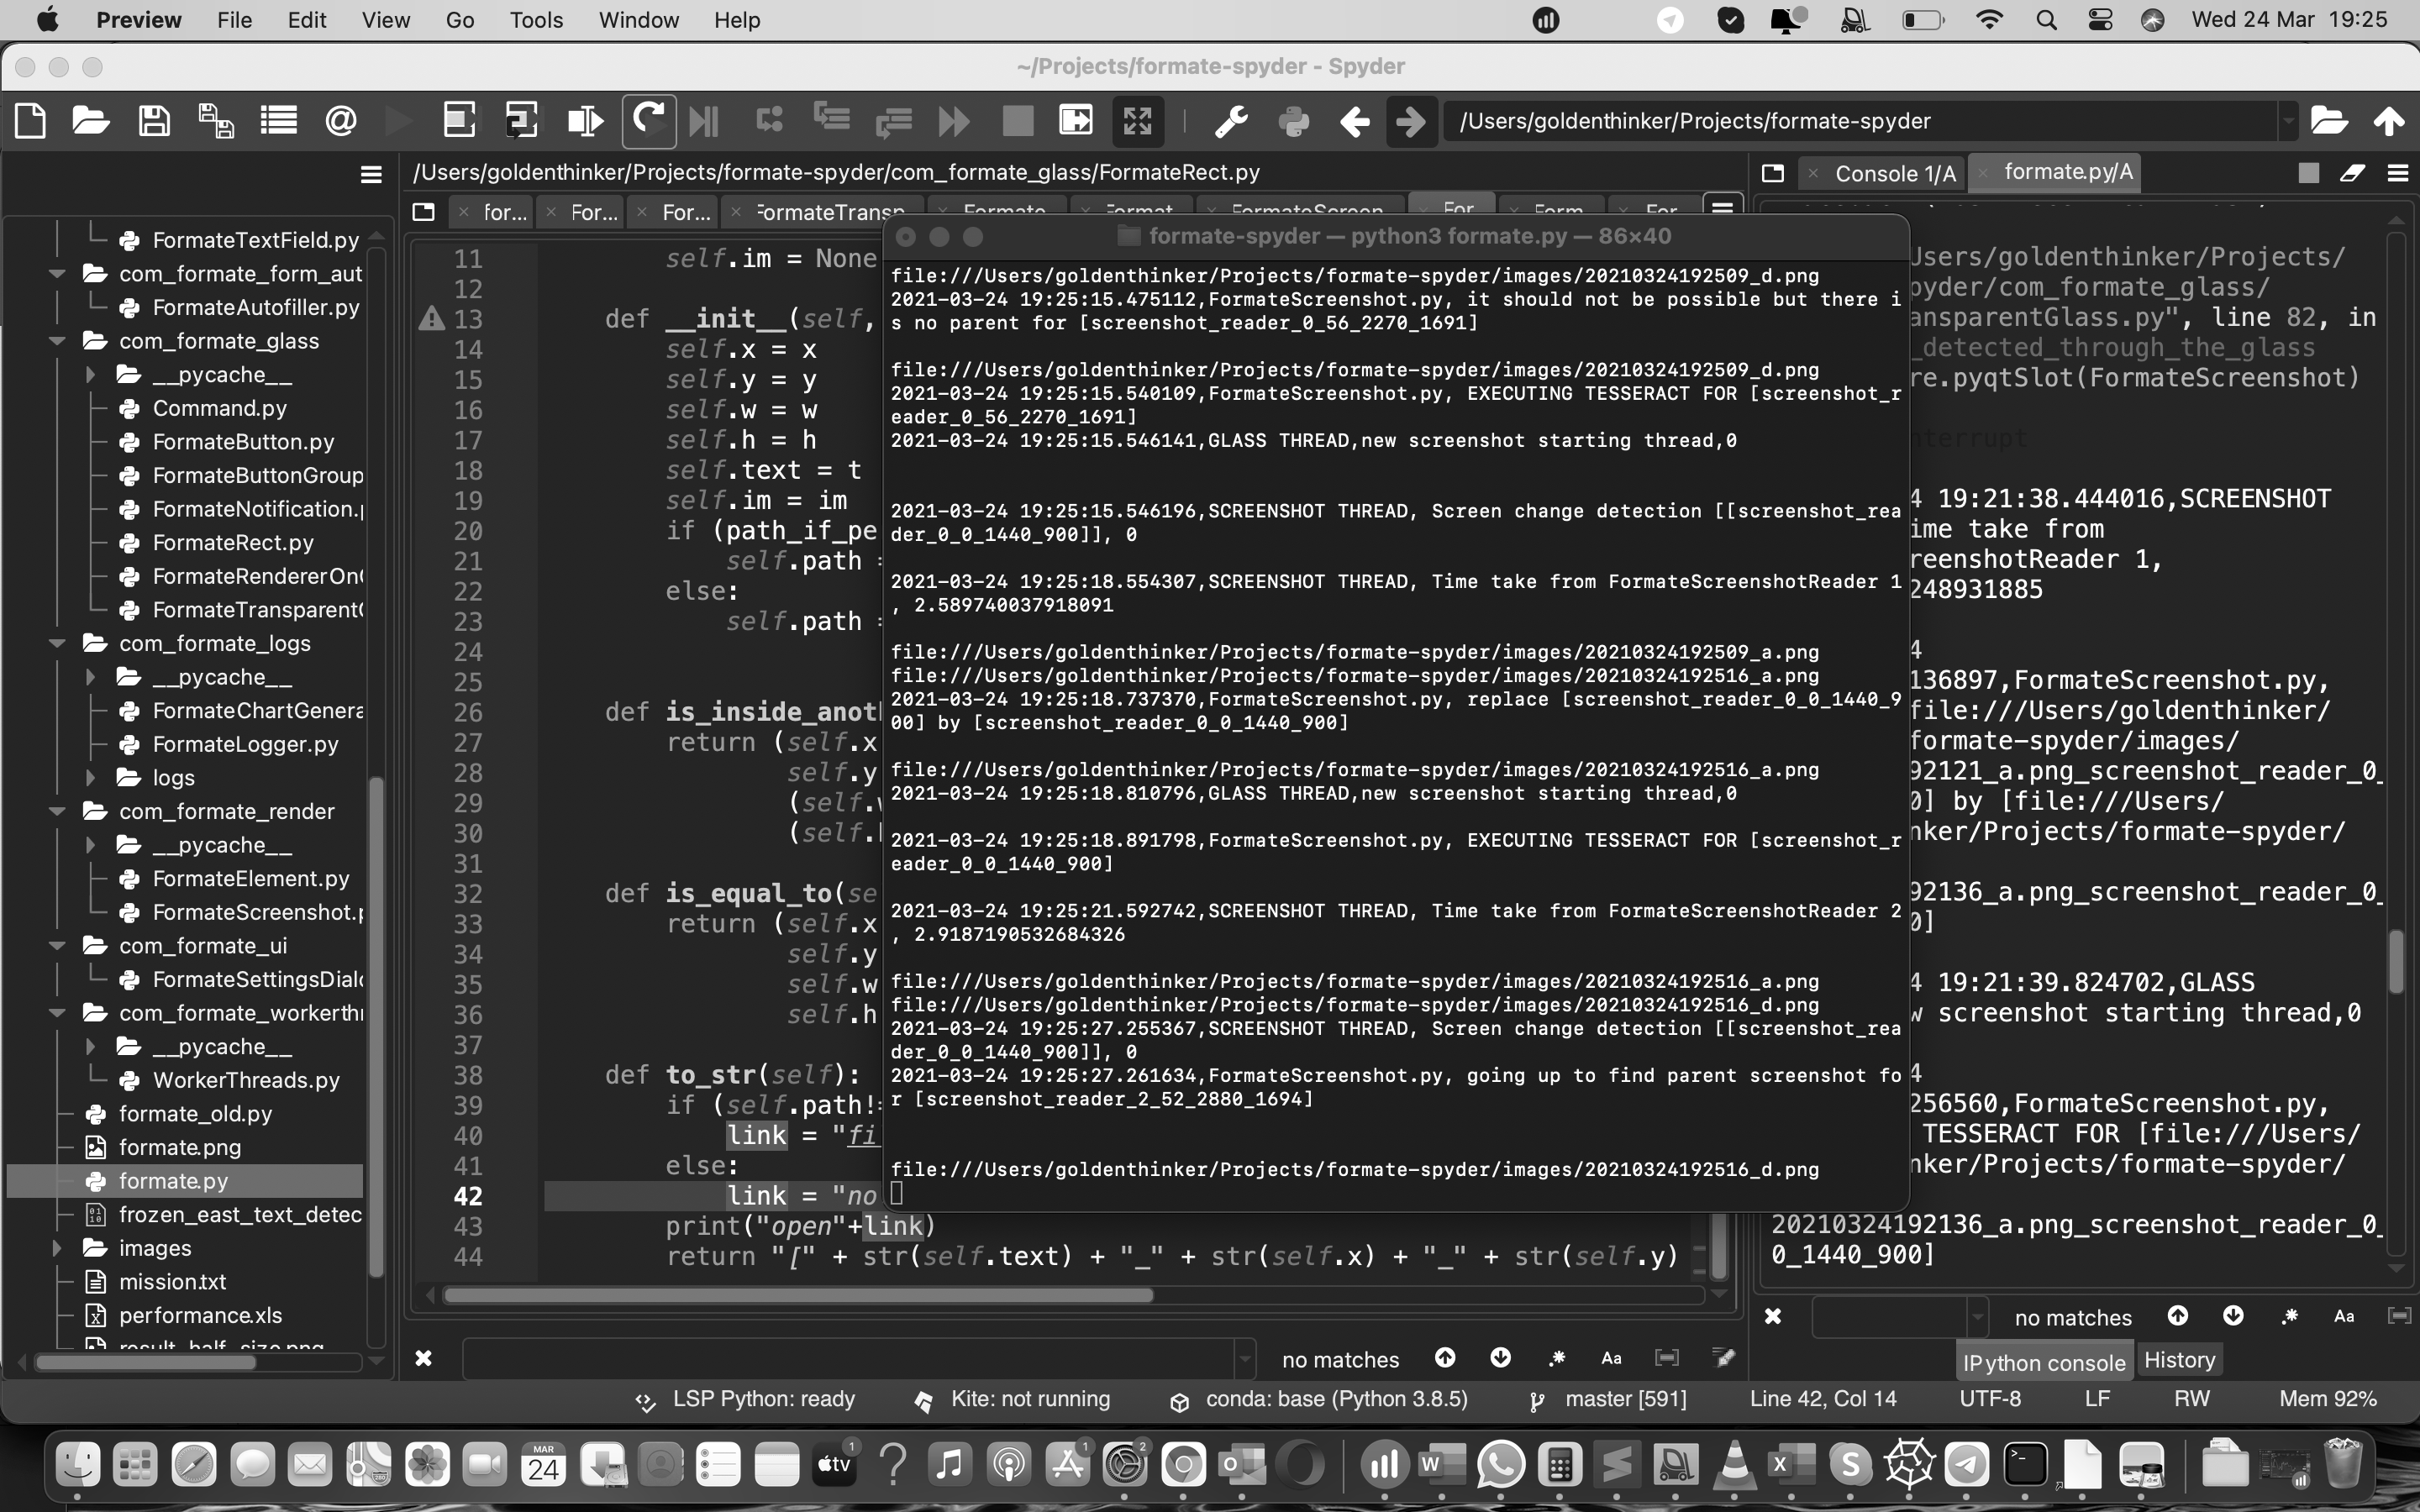 Preview File Edit View Go Tools Window Help Wed 24 Mar 19:25
~/Projects/formate-spyder - Spyder
/Users/goldenthinker/Projects/formate-spyder
/Users/goldenthinker/Projects/formate-spyder/com_formate_glass/FormateRect.py
Console 1/A formate.py/A
for... For... For...
FormateTextField.py
com_formate_form_aut
FormateAutofiller.py
com_formate_glass
__pycache__
Command.py
FormateButton.py
FormateButtonGroup
FormateNotification.
FormateRect.py
FormateRendererOn
FormateTransparent
com_formate_logs
__pycache__
FormateChartGenera
FormateLogger.py
logs
com_formate_render
__pycache__
FormateElement.py
FormateScreenshot.
com_formate_ui
FormateSettingsDial
com_formate_workerth
__pycache__
WorkerThreads.py
formate_old.py
formate.png
formate.py
frozen_east_text_detec
images
mission.txt
performance.xls
11 self.im = None
12
13 def __init__(self,
14 self.x = x
15 self.y = y
16 self.w = w
17 self.h = h
18 self.text = t
19 self.im = im
20 if (path_if_pe
21 self.path
22 else:
23 self.path
24
25
26 def is_inside_anot
27 return (self.x
28 self.y
29 (self.
30 (self.
31
32 def is_equal_to(se
33 return (self.x
34 self.y
35 self.w
36 self.h
37
38 def to_str(self):
39 if (self.path!
40 link = "fi
41 else:
42 link = "no
43 print("open"+link)
44 return "[" + str(self.text) + "_" + str(self.x) + "_" + str(self.y)
formate-spyder — python3 formate.py — 86×40
file:///Users/goldenthinker/Projects/formate-spyder/images/20210324192509_d.png
2021-03-24 19:25:15.475112,FormateScreenshot.py, it should not be possible but there i
s no parent for [screenshot_reader_0_56_2270_1691]
file:///Users/goldenthinker/Projects/formate-spyder/images/20210324192509_d.png
2021-03-24 19:25:15.540109,FormateScreenshot.py, EXECUTING TESSERACT FOR [screenshot_r
eader_0_56_2270_1691]
2021-03-24 19:25:15.546141,GLASS THREAD,new screenshot starting thread,0
2021-03-24 19:25:15.546196,SCREENSHOT THREAD, Screen change detection [[screenshot_rea
der_0_0_1440_900]], 0
2021-03-24 19:25:18.554307,SCREENSHOT THREAD, Time take from FormateScreenshotReader 1
, 2.589740037918091
file:///Users/goldenthinker/Projects/formate-spyder/images/20210324192509_a.png
file:///Users/goldenthinker/Projects/formate-spyder/images/20210324192516_a.png
2021-03-24 19:25:18.737370,FormateScreenshot.py, replace [screenshot_reader_0_0_1440_9
00] by [screenshot_reader_0_0_1440_900]
file:///Users/goldenthinker/Projects/formate-spyder/images/20210324192516_a.png
2021-03-24 19:25:18.810796,GLASS THREAD,new screenshot starting thread,0
2021-03-24 19:25:18.891798,FormateScreenshot.py, EXECUTING TESSERACT FOR [screenshot_r
eader_0_0_1440_900]
2021-03-24 19:25:21.592742,SCREENSHOT THREAD, Time take from FormateScreenshotReader 2
, 2.9187190532684326
file:///Users/goldenthinker/Projects/formate-spyder/images/20210324192516_a.png
file:///Users/goldenthinker/Projects/formate-spyder/images/20210324192516_d.png
2021-03-24 19:25:27.255367,SCREENSHOT THREAD, Screen change detection [[screenshot_rea
der_0_0_1440_900]], 0
2021-03-24 19:25:27.261634,FormateScreenshot.py, going up to find parent screenshot fo
r [screenshot_reader_2_52_2880_1694]
file:///Users/goldenthinker/Projects/formate-spyder/images/20210324192516_d.png
Jsers/goldenthinker/Projects/
pyder/com_formate_glass/
ansparentGlass.py", line 82, in
_detected_through_the_glass
re.pyqtSlot(FormateScreenshot)
nterrupt
4 19:21:38.444016,SCREENSHOT
ime take from
reenshotReader 1,
248931885
4
136897,FormateScreenshot.py,
file:///Users/goldenthinker/
formate-spyder/images/
92121_a.png_screenshot_reader_0_
0] by [file:///Users/
nker/Projects/formate-spyder/
92136_a.png_screenshot_reader_0_
0]
4 19:21:39.824702,GLASS
w screenshot starting thread,0
4
256560,FormateScreenshot.py,
TESSERACT FOR [file:///Users/
nker/Projects/formate-spyder/
20210324192136_a.png_screenshot_reader_0_
0_1440_900]
no matches Aa
no matches Aa
IPython console History
LSP Python: ready Kite: not running conda: base (Python 3.8.5) master [591] Line 42, Col 14 UTF-8 LF RW Mem 92%
MAR
24
tv 1
1
2